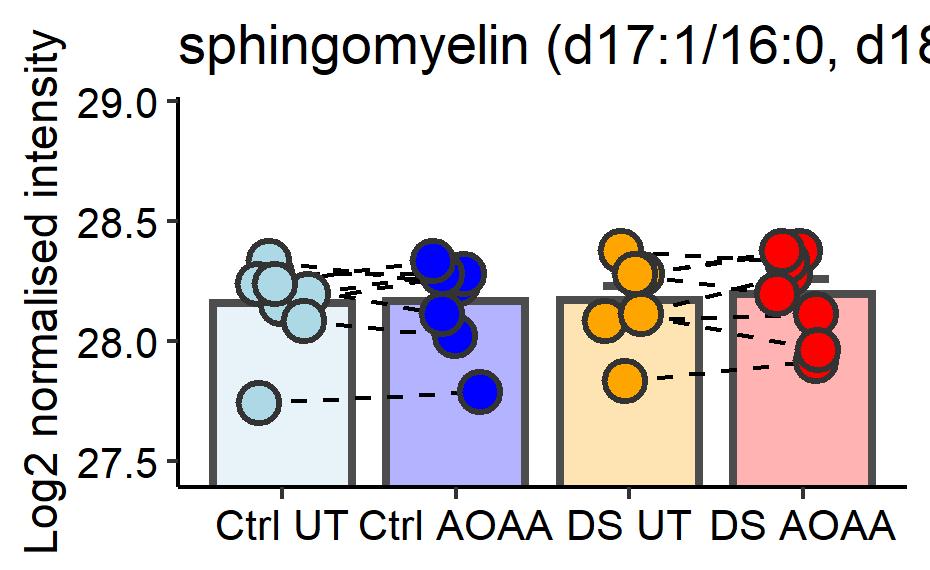 sphingomyelin (d17:1/16:0, d18
Log2 normalised intensity
29.0
28.5
28.0
27.5
Ctrl UT Ctrl AOAA DS UT DS AOAA